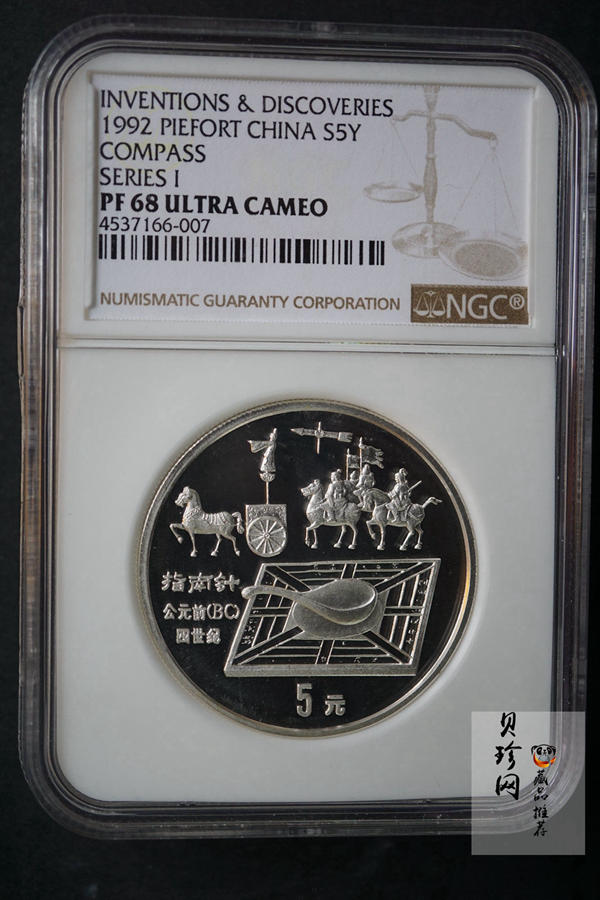 INVENTIONS & DISCOVERIES
1992 PIEFORT CHINA S5Y
COMPASS
SERIES I
PF 68 ULTRA CAMEO
4537166-007
NUMISMATIC GUARANTY CORPORATION
NGC®
指南针
公元前(BC)
四世纪
5元
贝珍网
藏品推荐